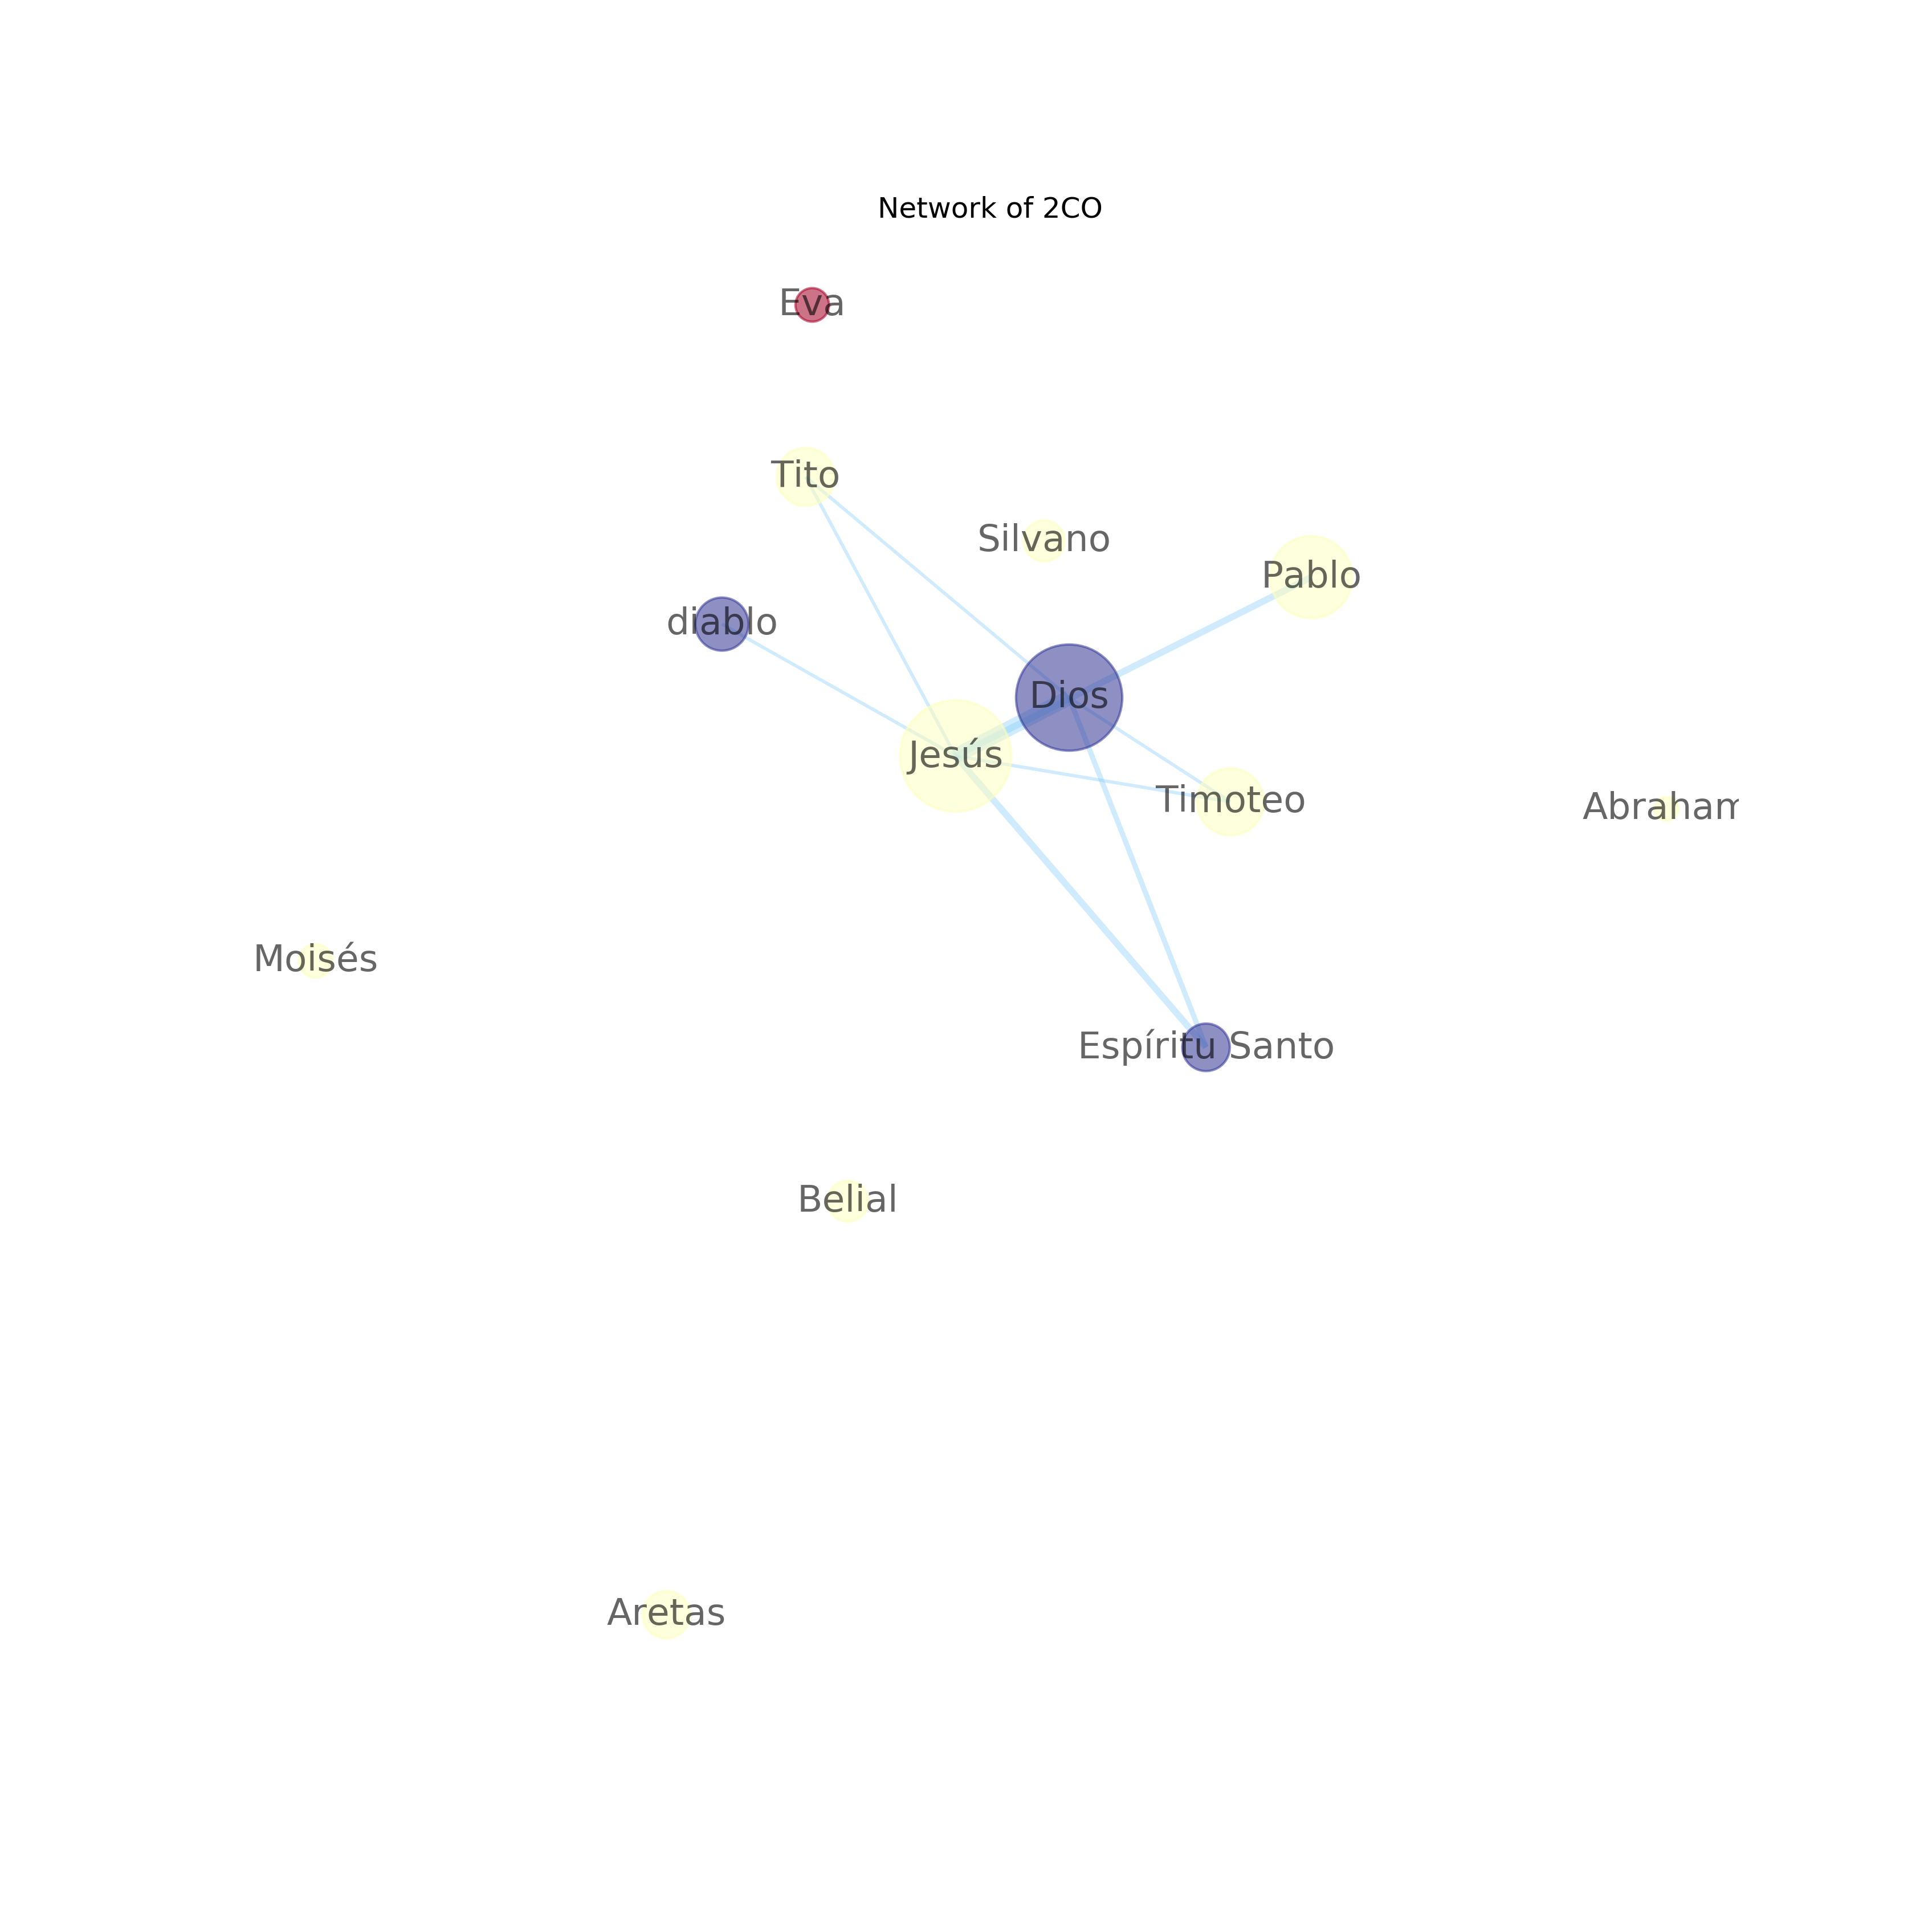 Network of 2CO
Eva
Tito
Silvano
Pablo
diablo
Dios
Jesús
Timoteo
Abraham
Moisés
Espíritu Santo
Belial
Aretas